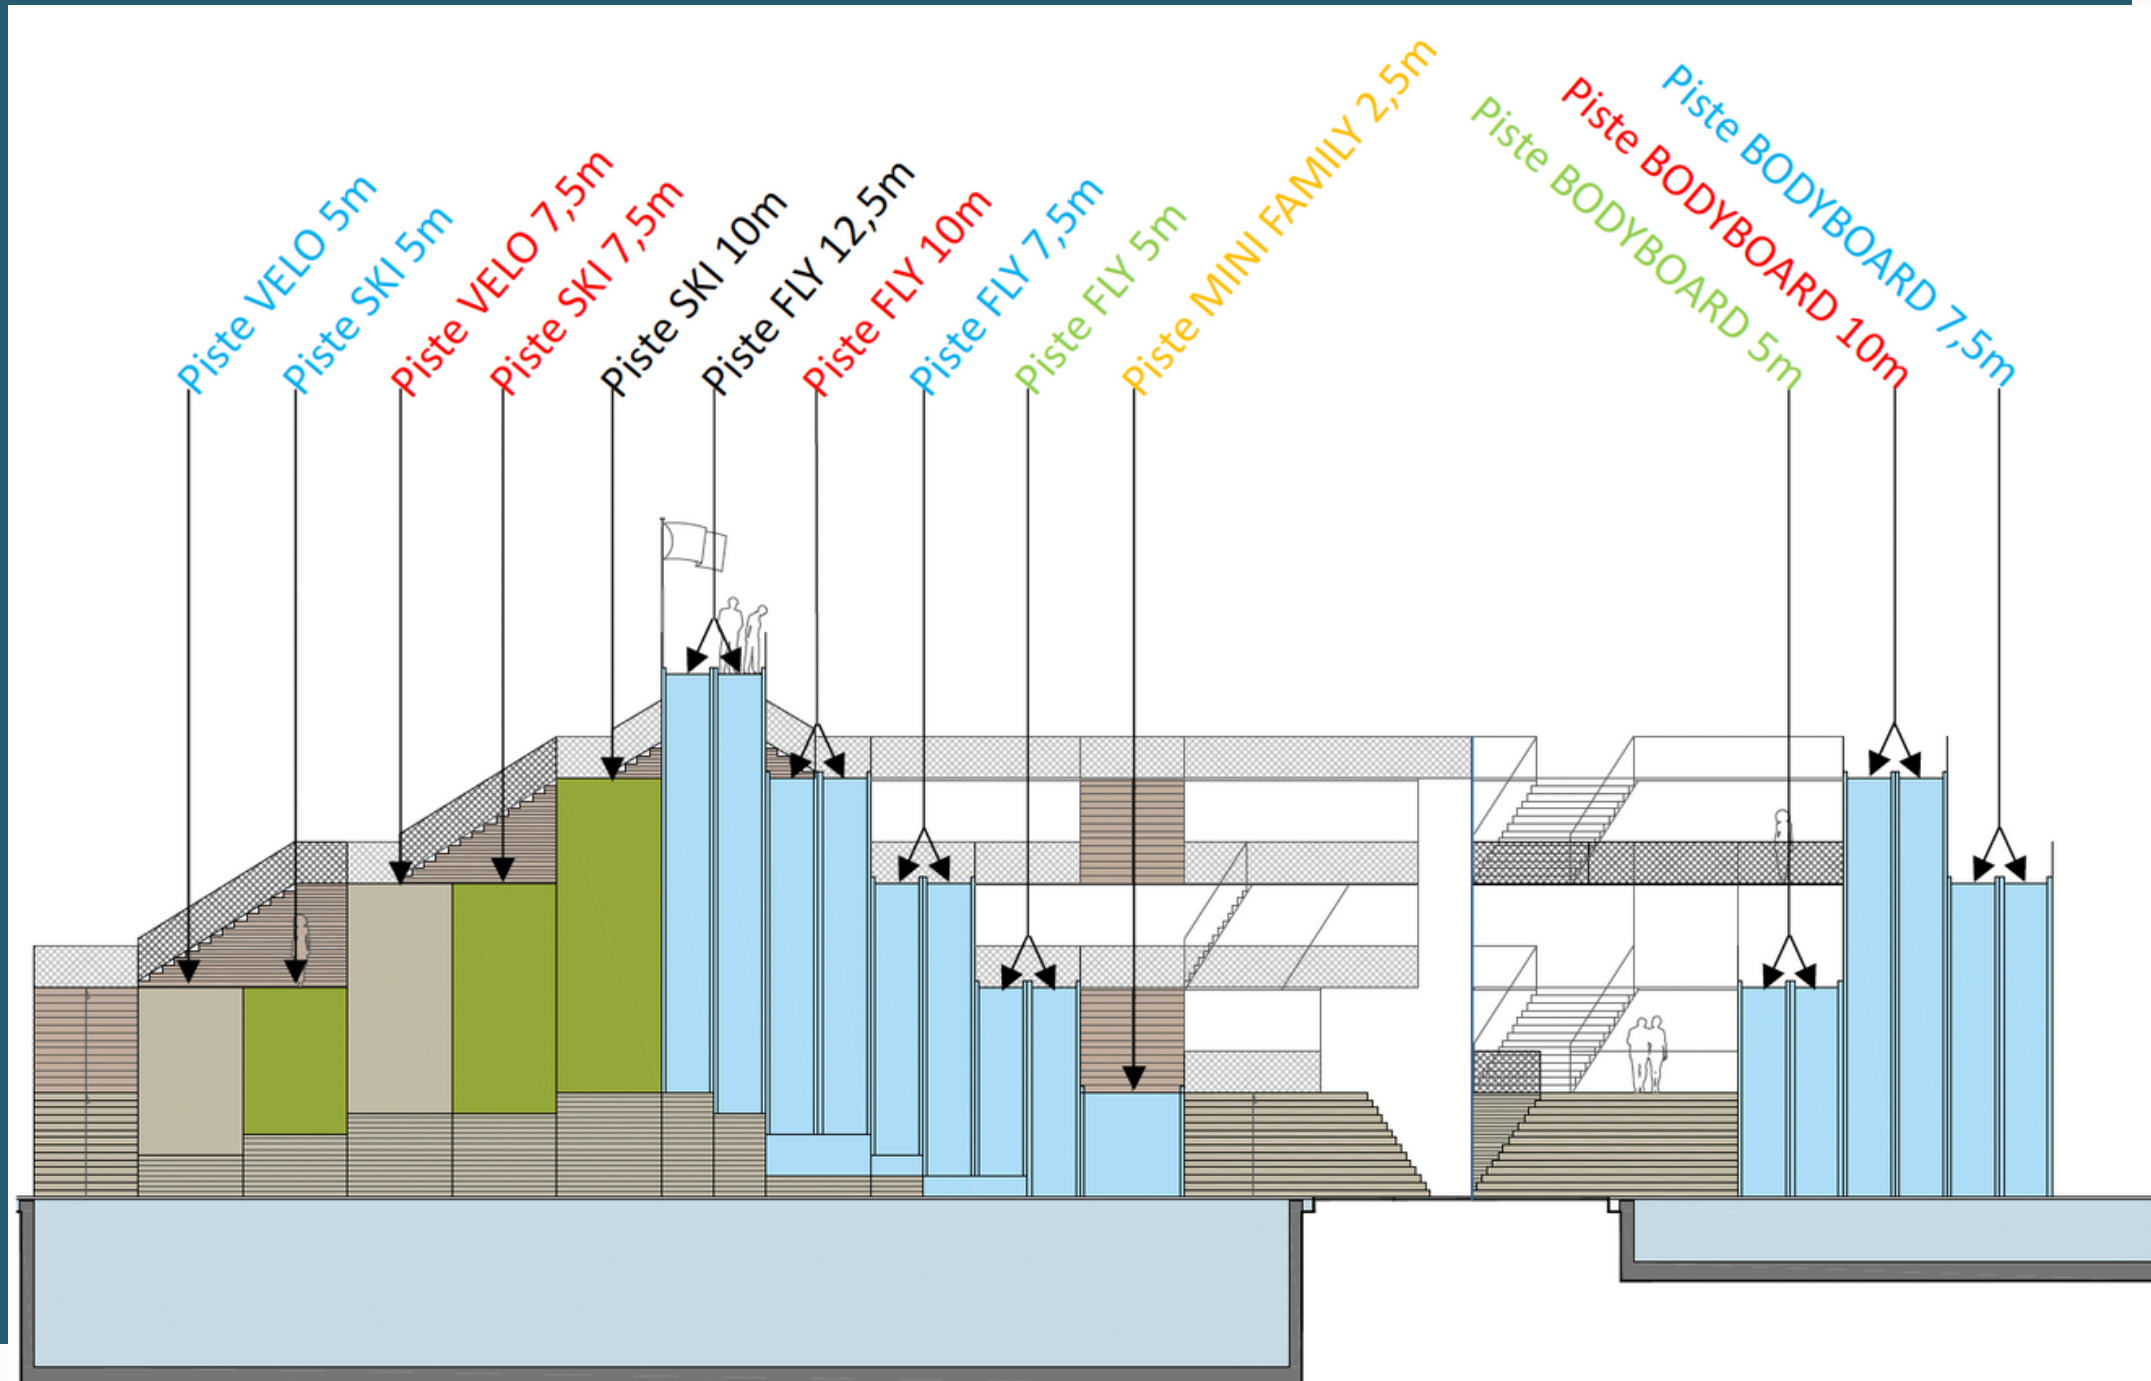 Piste VELO 5m
Piste SKI 5m
Piste VELO 7,5m
Piste SKI 7,5m
Piste SKI 10m
Piste FLY 12,5m
Piste FLY 10m
Piste FLY 7,5m
Piste FLY 5m
Piste MINI FAMILY 2,5m
Piste BODYBOARD 5m
Piste BODYBOARD 10m
Piste BODYBOARD 7,5m